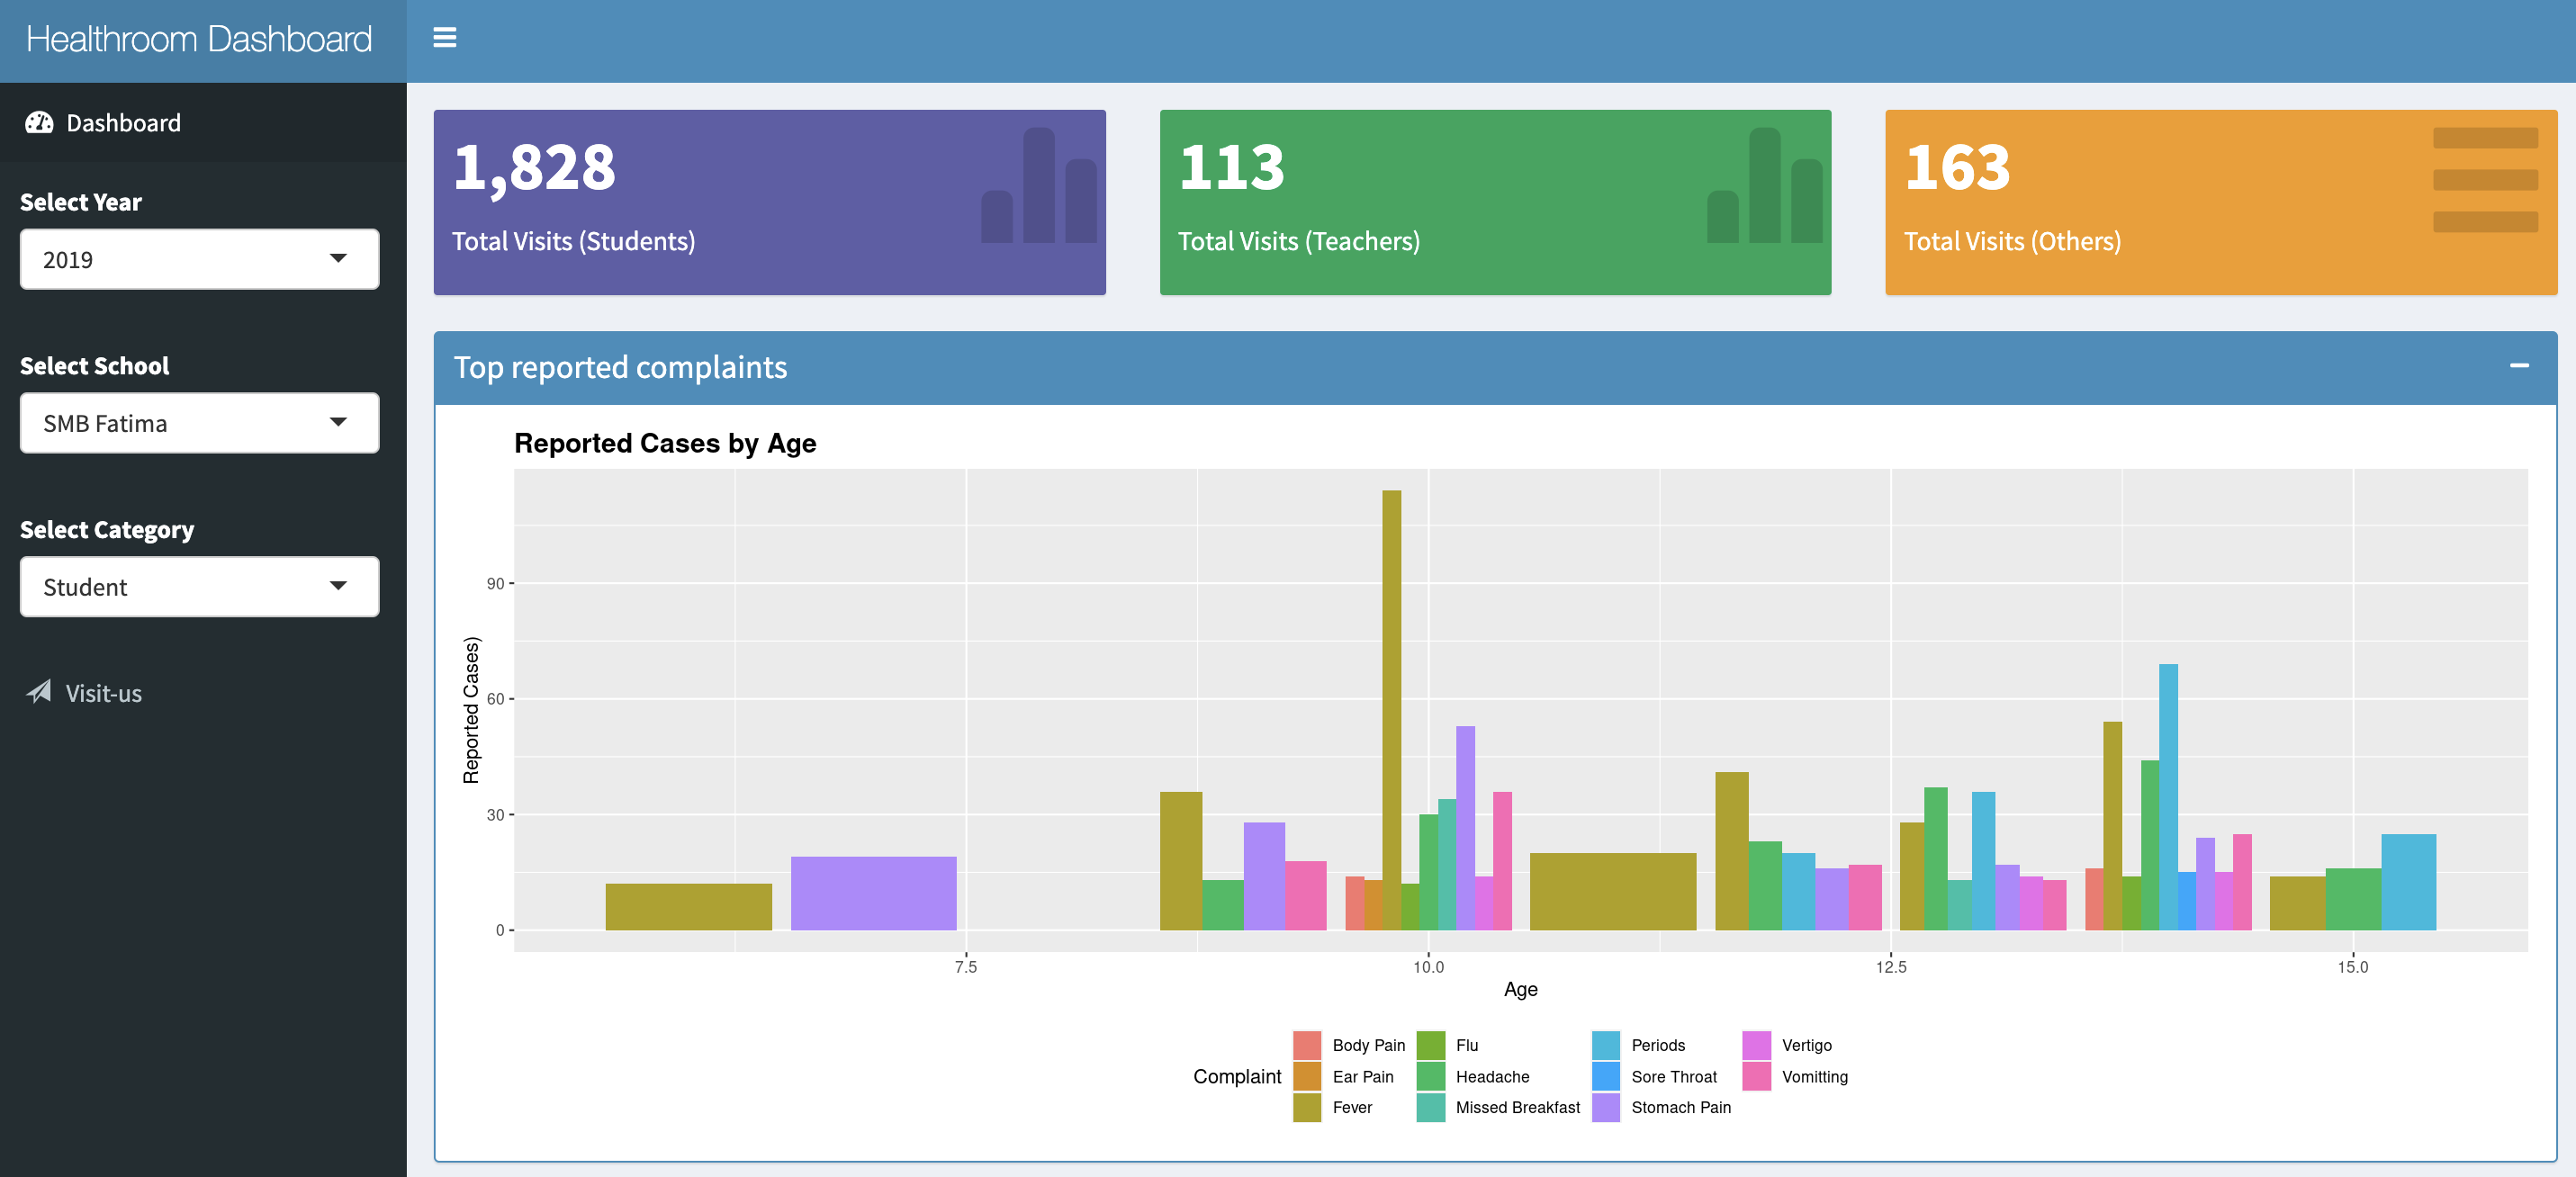 Healthroom Dashboard
Dashboard
Select Year
2019
Select School
SMB Fatima
Select Category
Student
Visit-us
1,828
Total Visits (Students)
113
Total Visits (Teachers)
163
Total Visits (Others)
Top reported complaints
Reported Cases by Age
Reported Cases)
90
60
30
0
7.5 10.0 12.5 15.0
Age
Complaint
Body Pain Flu Periods Vertigo
Ear Pain Headache Sore Throat Vomitting
Fever Missed Breakfast Stomach Pain